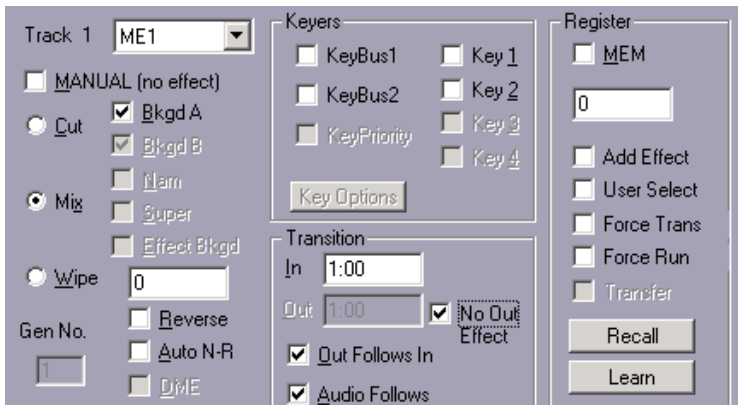 Track 1
ME1
MANUAL (no effect)
Cut
Bkgd A
Bkgd B
Nam
Mix
Super
Effect Bkgd
Wipe
0
Reverse
Gen No.
Auto N-R
1
DME
Keyers
KeyBus1
Key 1
KeyBus2
Key 2
KeyPriority
Key 3
Key 4
Key Options
Transition
In
1:00
Out
1:00
No Out
Effect
Out Follows In
Audio Follows
Register
MEM
0
Add Effect
User Select
Force Trans
Force Run
Transfer
Recall
Learn